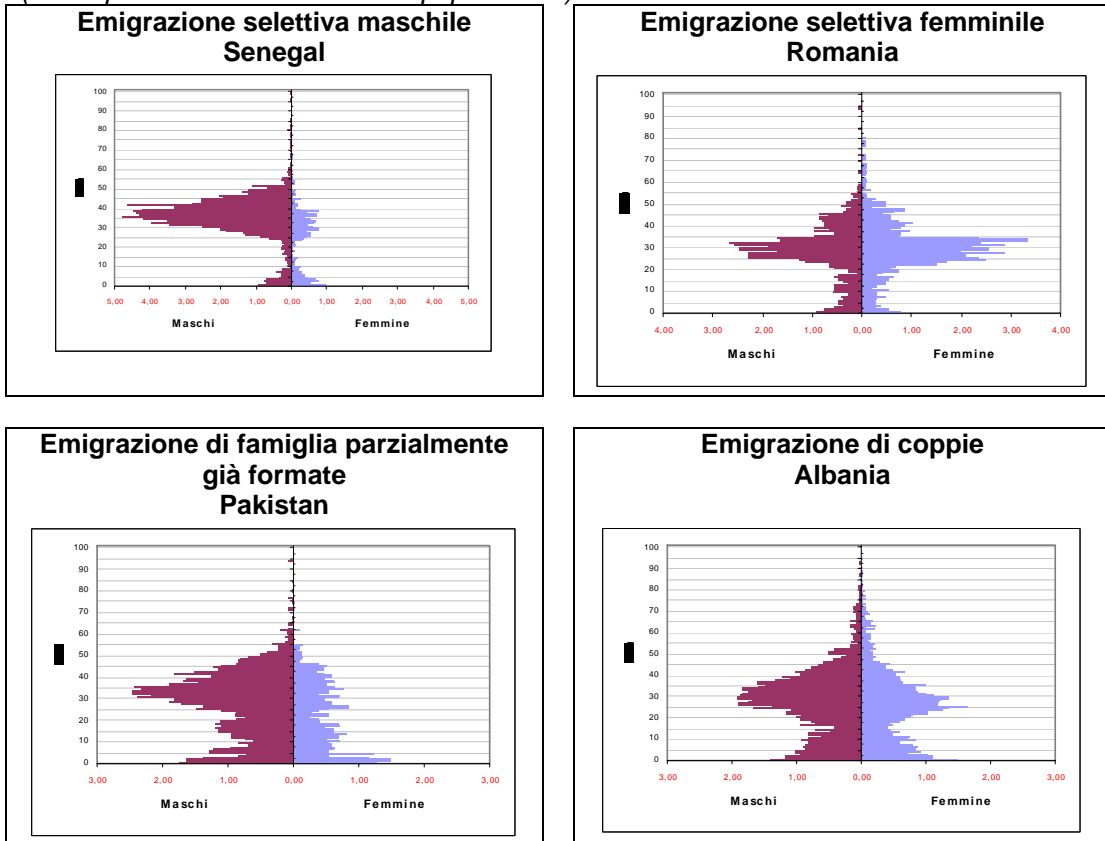 Emigrazione selettiva maschile
Senegal
100
90
80
70
60
50
40
30
20
10
0
5,00 4,00 3,00 2,00 1,00 0,00 1,00 2,00 3,00 4,00 5,00
Maschi Femmine
Emigrazione selettiva femminile
Romania
100
90
80
70
60
50
40
30
20
10
0
4,00 3,00 2,00 1,00 0,00 1,00 2,00 3,00 4,00
Maschi Femmine
Emigrazione di famiglia parzialmente
già formate
Pakistan
100
90
80
70
60
50
40
30
20
10
0
3,00 2,00 1,00 0,00 1,00 2,00 3,00
Maschi Femmine
Emigrazione di coppie
Albania
100
90
80
70
60
50
40
30
20
10
0
3,00 2,00 1,00 0,00 1,00 2,00 3,00
Maschi Femmine